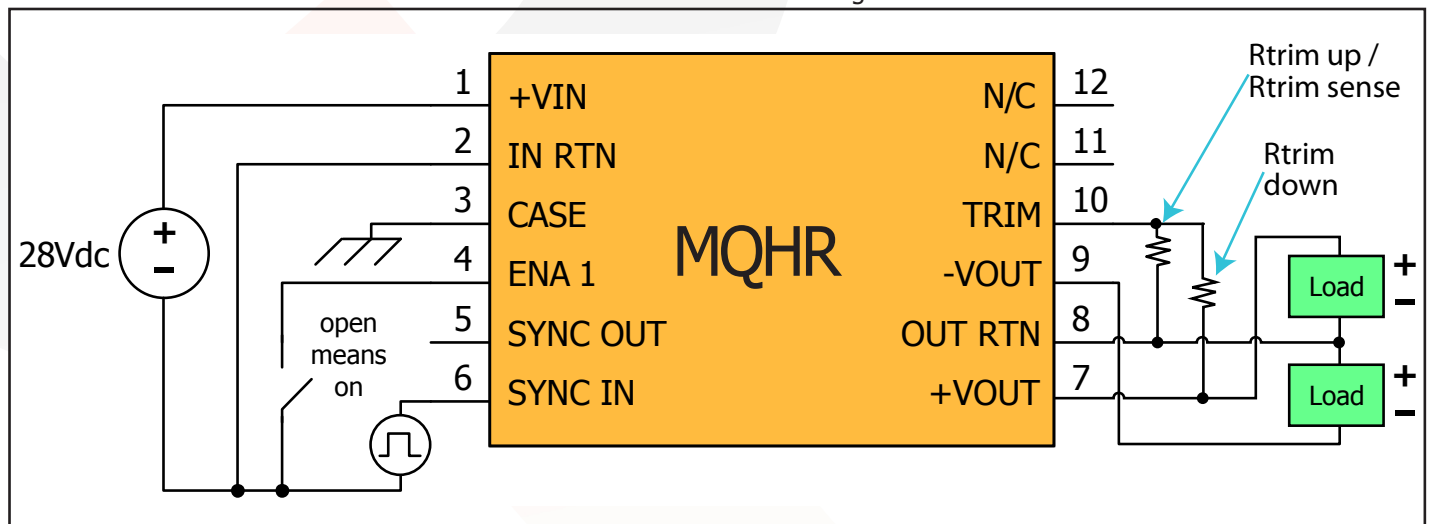 28Vdc
+
−
open
means
on
1
2
3
4
5
6
+VIN
IN RTN
CASE
ENA 1
SYNC OUT
SYNC IN
MQHR
N/C
N/C
TRIM
-VOUT
OUT RTN
+VOUT
12
11
10
9
8
7
Rtrim up /
Rtrim sense
Rtrim
down
Load
+
−
Load
+
−